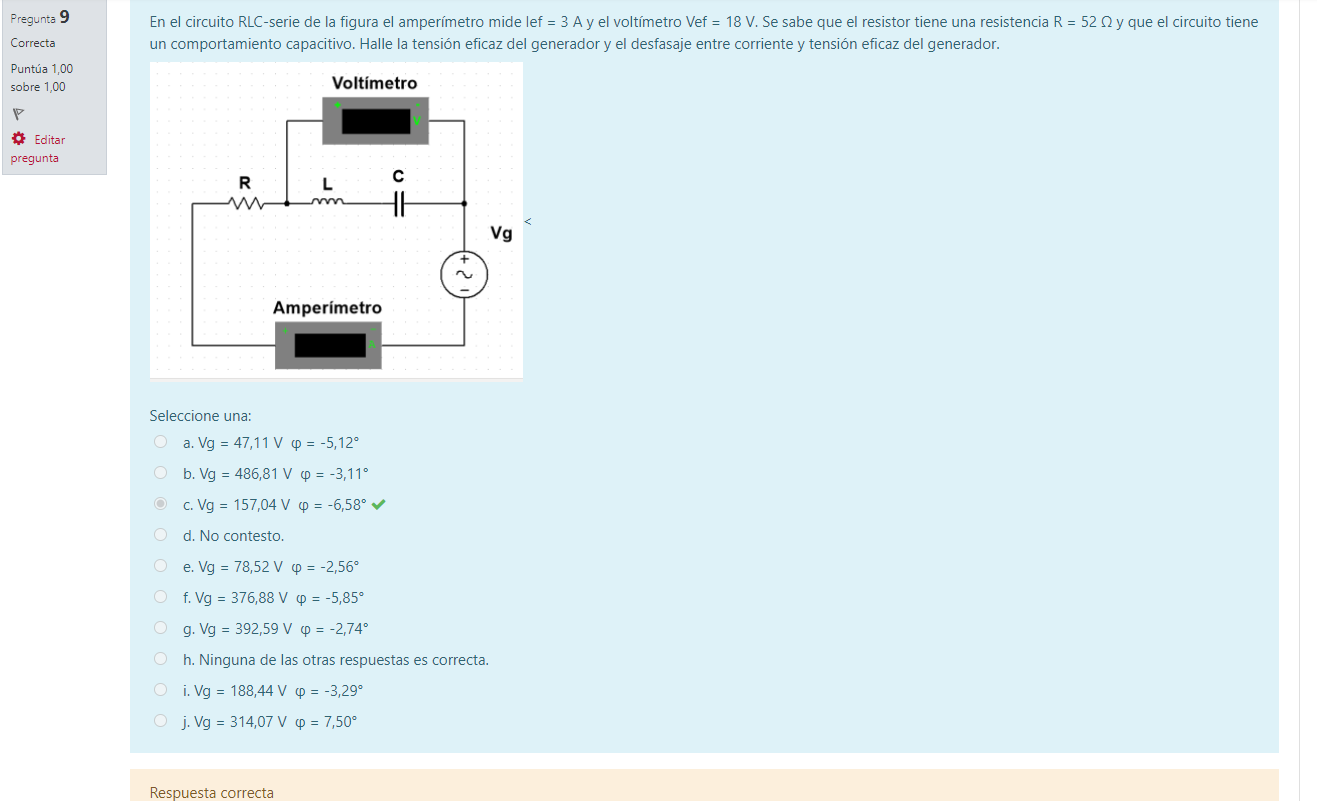 Pregunta 9
Correcta
Puntúa 1,00
sobre 1,00
Editar
pregunta
En el circuito RLC-serie de la figura el amperímetro mide Ief = 3 A y el voltímetro Vef = 18 V. Se sabe que el resistor tiene una resistencia R = 52 Ω y que el circuito tiene
un comportamiento capacitivo. Halle la tensión eficaz del generador y el desfasaje entre corriente y tensión eficaz del generador.
Voltímetro
V
R
L
C
Vg
<
Amperímetro
A
Seleccione una:
a. Vg = 47,11 V φ = -5,12°
b. Vg = 486,81 V φ = -3,11°
c. Vg = 157,04 V φ = -6,58°
d. No contesto.
e. Vg = 78,52 V φ = -2,56°
f. Vg = 376,88 V φ = -5,85°
g. Vg = 392,59 V φ = -2,74°
h. Ninguna de las otras respuestas es correcta.
i. Vg = 188,44 V φ = -3,29°
j. Vg = 314,07 V φ = 7,50°
Respuesta correcta